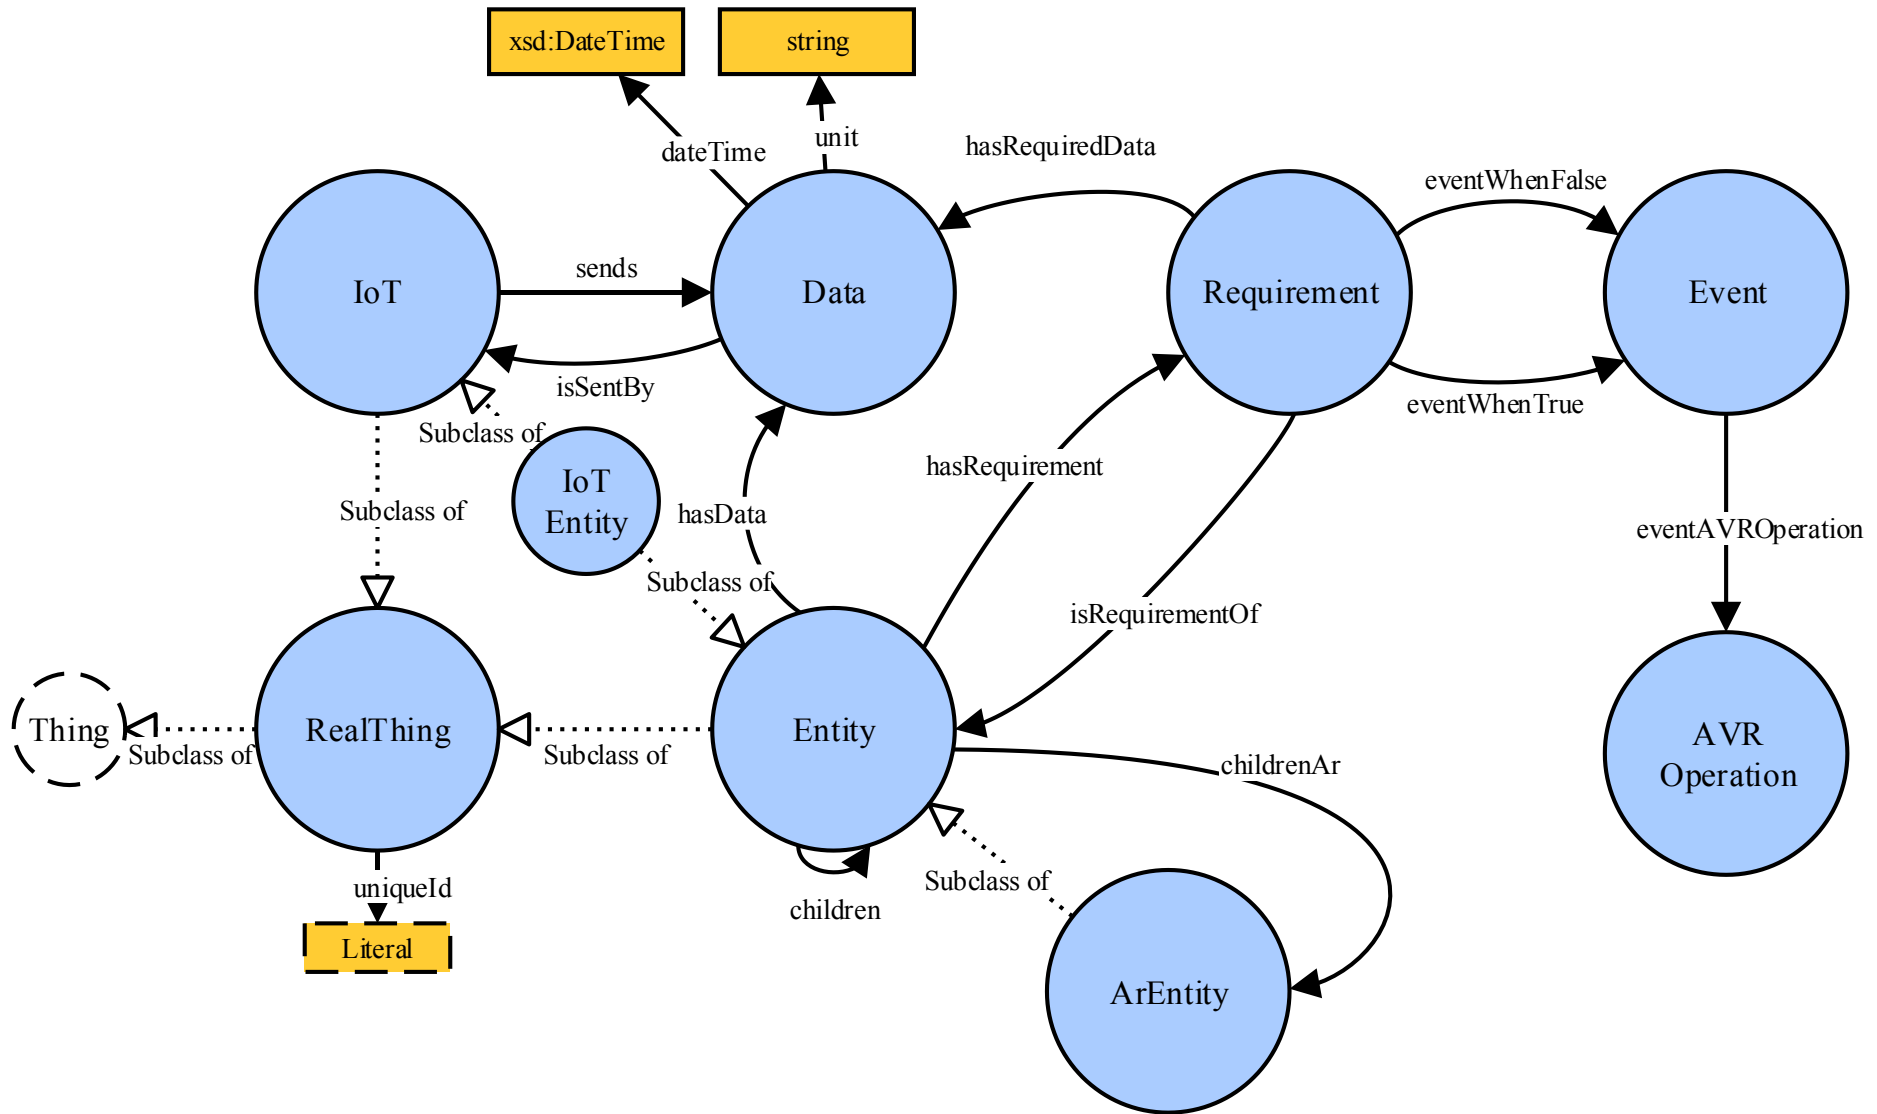 xsd:DateTime
string
dateTime
unit
hasRequiredData
eventWhenFalse
IoT
sends
Data
Requirement
Event
isSentBy
eventWhenTrue
Subclass of
hasRequirement
IoT
Entity
Subclass of
hasData
eventAVROperation
Subclass of
isRequirementOf
Thing
Subclass of
RealThing
Subclass of
Entity
childrenAr
AVR
Operation
uniqueId
Subclass of
children
Literal
ArEntity